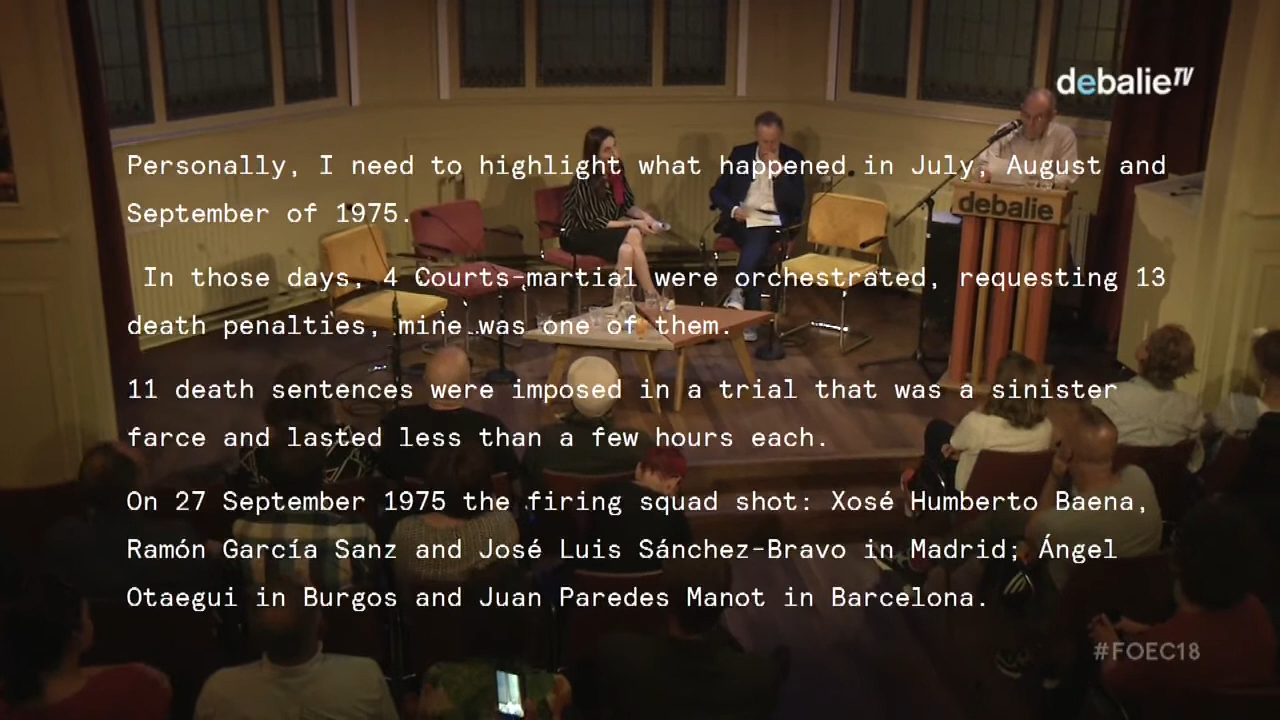 debalieTV
Personally, I need to highlight what happened in July, August and
September of 1975.
In those days, 4 Courts-martial were orchestrated, requesting 13
death penalties, mine was one of them.
11 death sentences were imposed in a trial that was a sinister
farce and lasted less than a few hours each.
On 27 September 1975 the firing squad shot: Xosé Humberto Baena,
Ramón García Sanz and José Luis Sánchez-Bravo in Madrid; Ángel
Otaegui in Burgos and Juan Paredes Manot in Barcelona.
debalie
#FOEC18